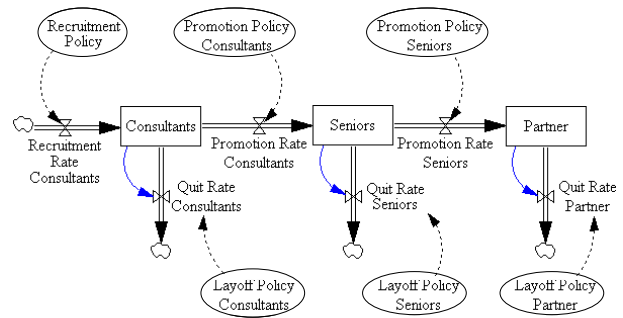 Recruitment
Policy
Promotion Policy
Consultants
Promotion Policy
Seniors
Consultants
Seniors
Partner
Recruitment
Rate
Consultants
Promotion Rate
Consultants
Promotion Rate
Seniors
Quit Rate
Consultants
Quit Rate
Seniors
Quit Rate
Partner
Layoff Policy
Consultants
Layoff Policy
Seniors
Layoff Policy
Partner